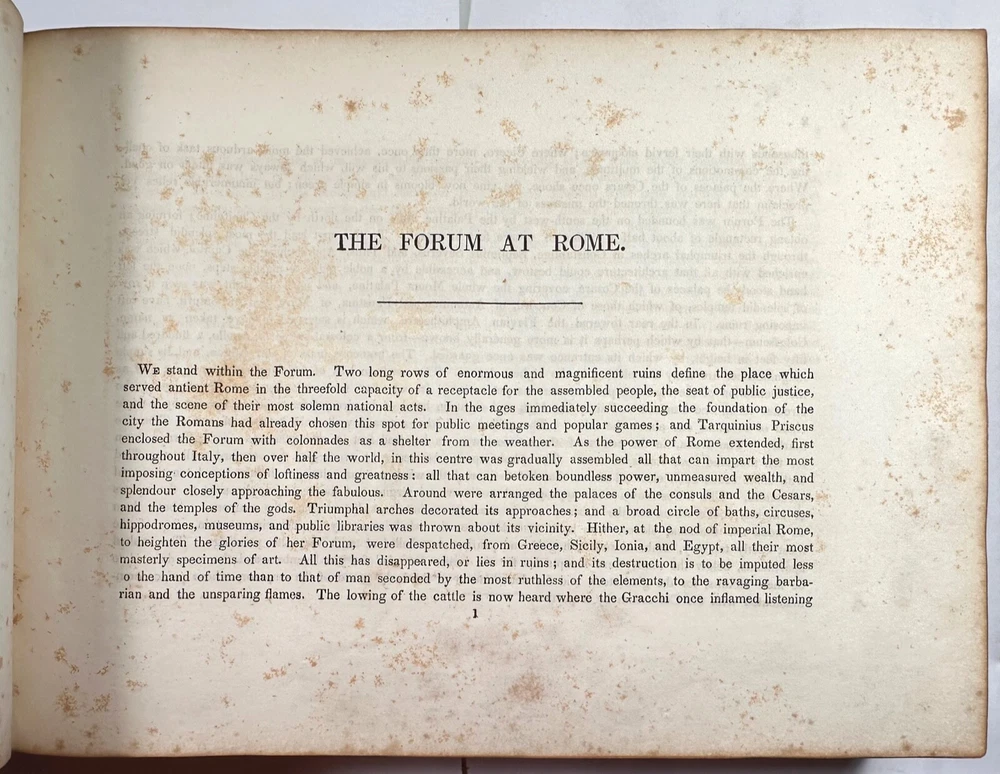 THE FORUM AT ROME.
WE stand within the Forum. Two long rows of enormous and magnificent ruins define the place which
served antient Rome in the threefold capacity of a receptacle for the assembled people, the seat of public justice,
and the scene of their most solemn national acts. In the ages immediately succeeding the foundation of the
city the Romans had already chosen this spot for public meetings and popular games; and Tarquinius Priscus
enclosed the Forum with colonnades as a shelter from the weather. As the power of Rome extended, first
throughout Italy, then over half the world, in this centre was gradually assembled all that can impart the most
imposing conceptions of loftiness and greatness: all that can betoken boundless power, unmeasured wealth, and
splendour closely approaching the fabulous. Around were arranged the palaces of the consuls and the Cesars,
and the temples of the gods. Triumphal arches decorated its approaches; and a broad circle of baths, circuses,
hippodromes, museums, and public libraries was thrown about its vicinity. Hither, at the nod of imperial Rome,
to heighten the glories of her Forum, were despatched, from Greece, Sicily, Ionia, and Egypt, all their most
masterly specimens of art. All this has disappeared, or lies in ruins; and its destruction is to be imputed less
o the hand of time than to that of man seconded by the most ruthless of the elements, to the ravaging barba-
rian and the unsparing flames. The lowing of the cattle is now heard where the Gracchi once inflamed listening
1